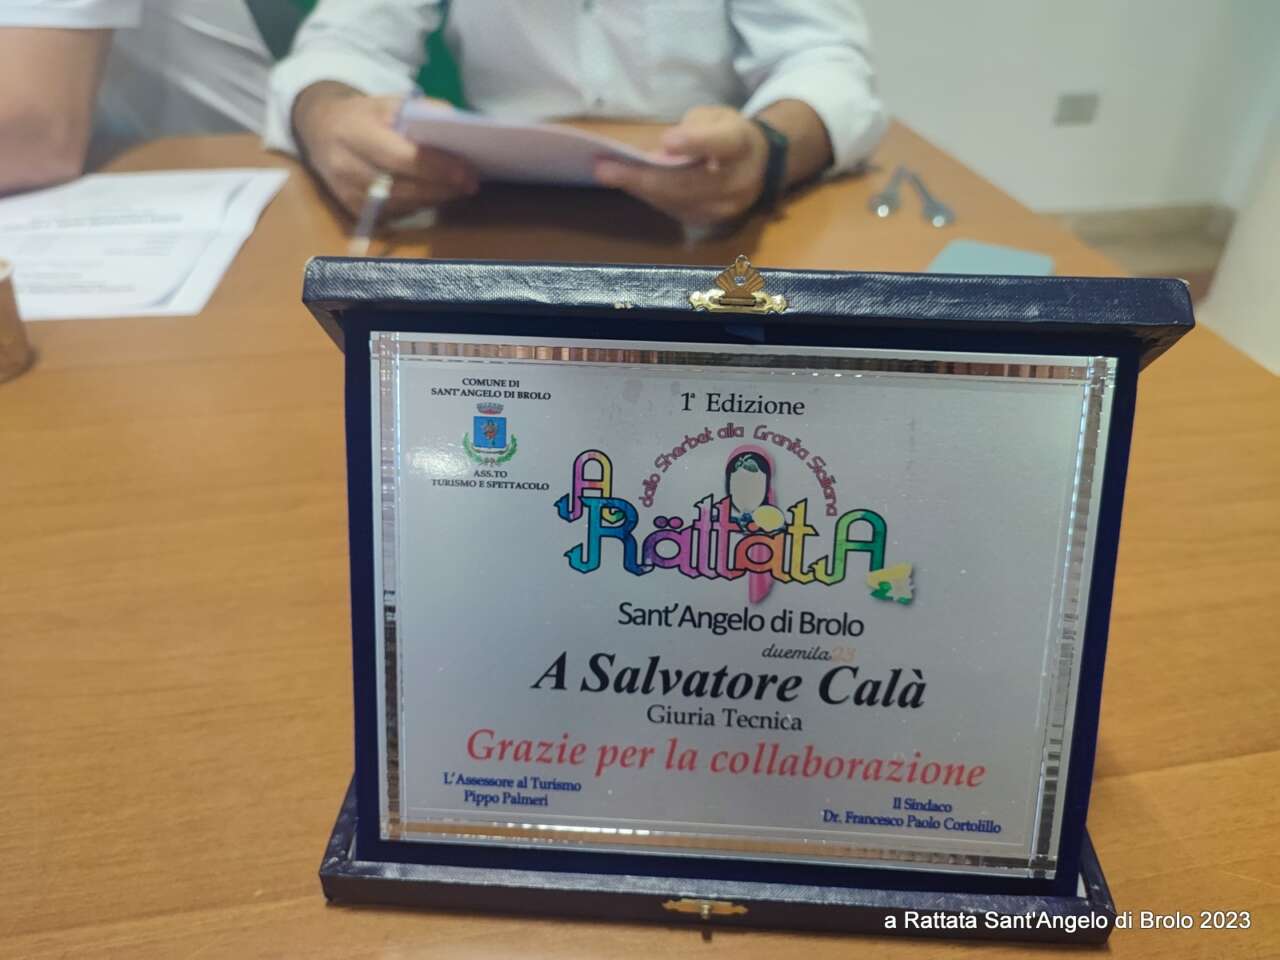 COMUNE DI
SANT'ANGELO DI BROLO
ASS.TO
TURISMO E SPETTACOLO
1ª Edizione
dallo Sherbet alla Granita Siciliana
A
RÄttätA
Sant'Angelo di Brolo
duemila23
A Salvatore Calà
Giuria Tecnica
Grazie per la collaborazione
L'Assessore al Turismo
Pippo Palmeri
Il Sindaco
Dr. Francesco Paolo Cortolillo
a Rattata Sant'Angelo di Brolo 2023